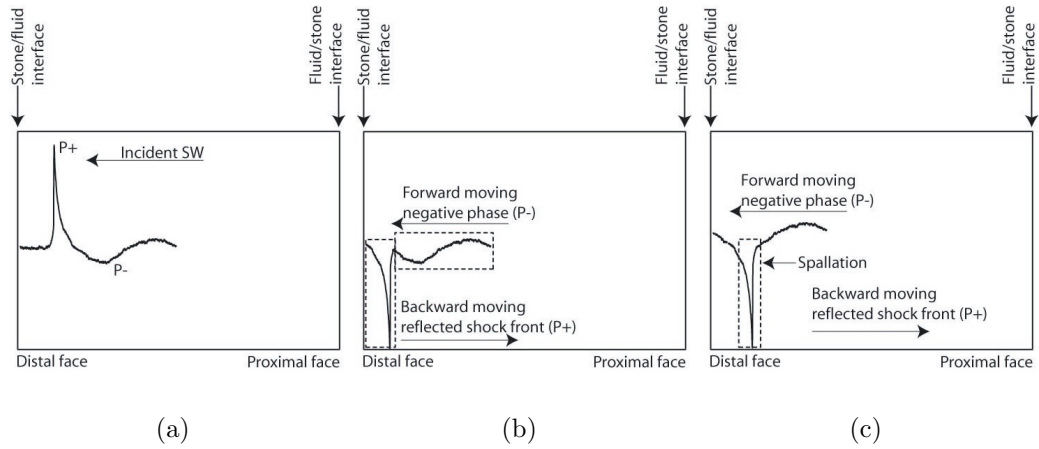 Stone/fluid
interface
Fluid/stone
interface
P+
Incident SW
P-
Distal face
Proximal face
(a)
Stone/fluid
interface
Fluid/stone
interface
Forward moving
negative phase (P-)
Backward moving
reflected shock front (P+)
Distal face
Proximal face
(b)
Stone/fluid
interface
Fluid/stone
interface
Forward moving
negative phase (P-)
Spallation
Backward moving
reflected shock front (P+)
Distal face
Proximal face
(c)